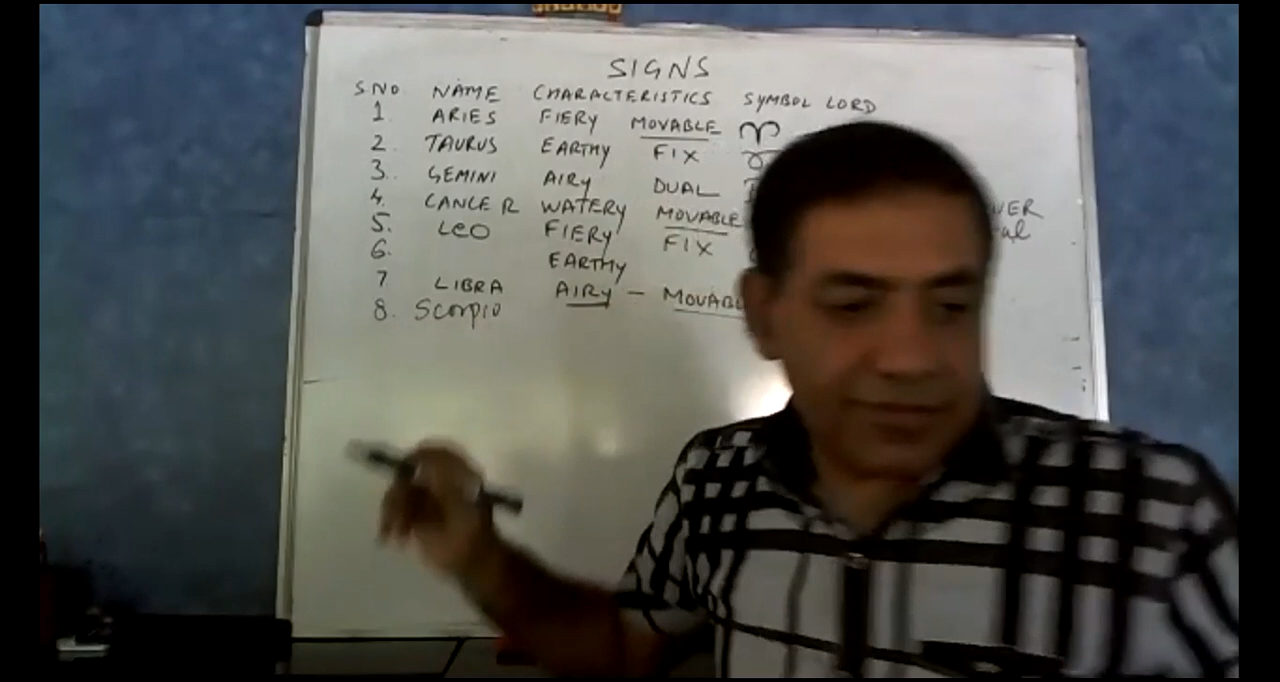 SIGNS
S.NO NAME CHARACTERISTICS SYMBOL LORD
1. ARIES FIERY MOVABLE ♈
2. TAURUS EARTHY FIX
3. GEMINI AIRY DUAL
4. CANCER WATERY MOVABLE
5. LEO FIERY FIX
6. EARTHY
7 LIBRA AIRY - MOVABL
8. Scorpio